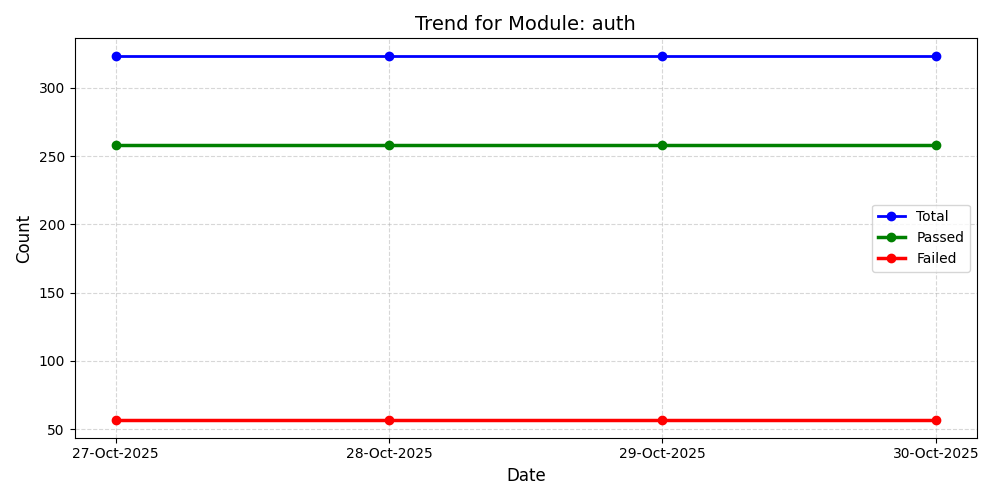 Trend for Module: auth
300
250
200
150
100
50
Count
Total
Passed
Failed
27-Oct-2025
28-Oct-2025
29-Oct-2025
30-Oct-2025
Date